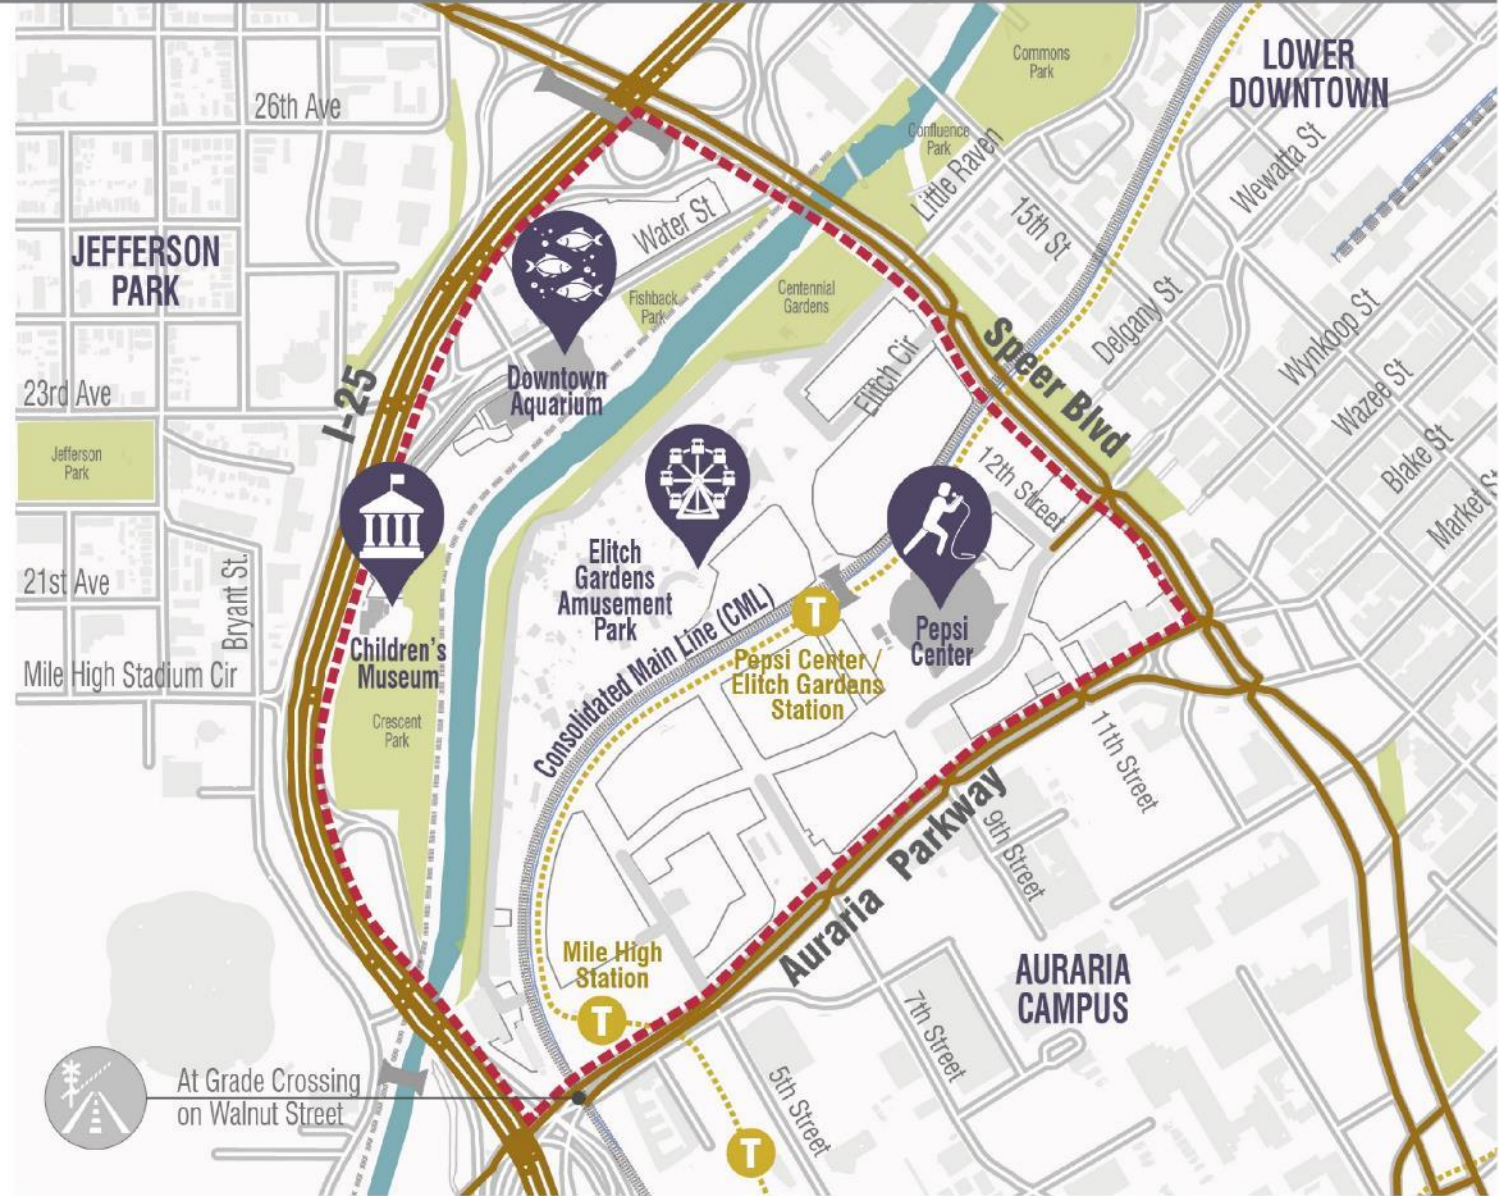 LOWER
DOWNTOWN
Commons
Park
26th Ave
Confluence
Park
Little Raven
Wewatta St
15th St
Water St
JEFFERSON
PARK
Fishback
Park
Centennial
Gardens
Delgany St
Wynkoop St
Speer Blvd
Elitch Cir
Wazee St
23rd Ave
I-25
Downtown
Aquarium
Blake St
Market St
Jefferson
Park
12th Street
21st Ave
Bryant St.
Elitch
Gardens
Amusement
Park
T
Consolidated Main Line (CML)
Pepsi
Center
Mile High Stadium Cir
Children's
Museum
Pepsi Center /
Elitch Gardens
Station
Crescent
Park
11th Street
9th Street
Auraria Parkway
Mile High
Station
T
AURARIA
CAMPUS
7th Street
At Grade Crossing
on Walnut Street
5th Street
T